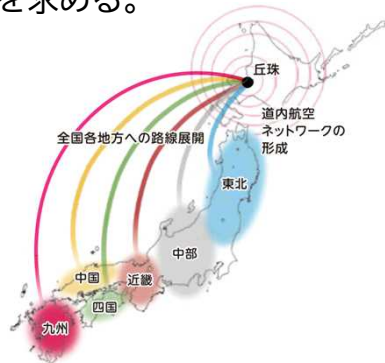 を求める。
丘珠
道内航空
ネットワークの
形成
全国各地方への路線展開
東北
中部
近畿
中国
四国
九州